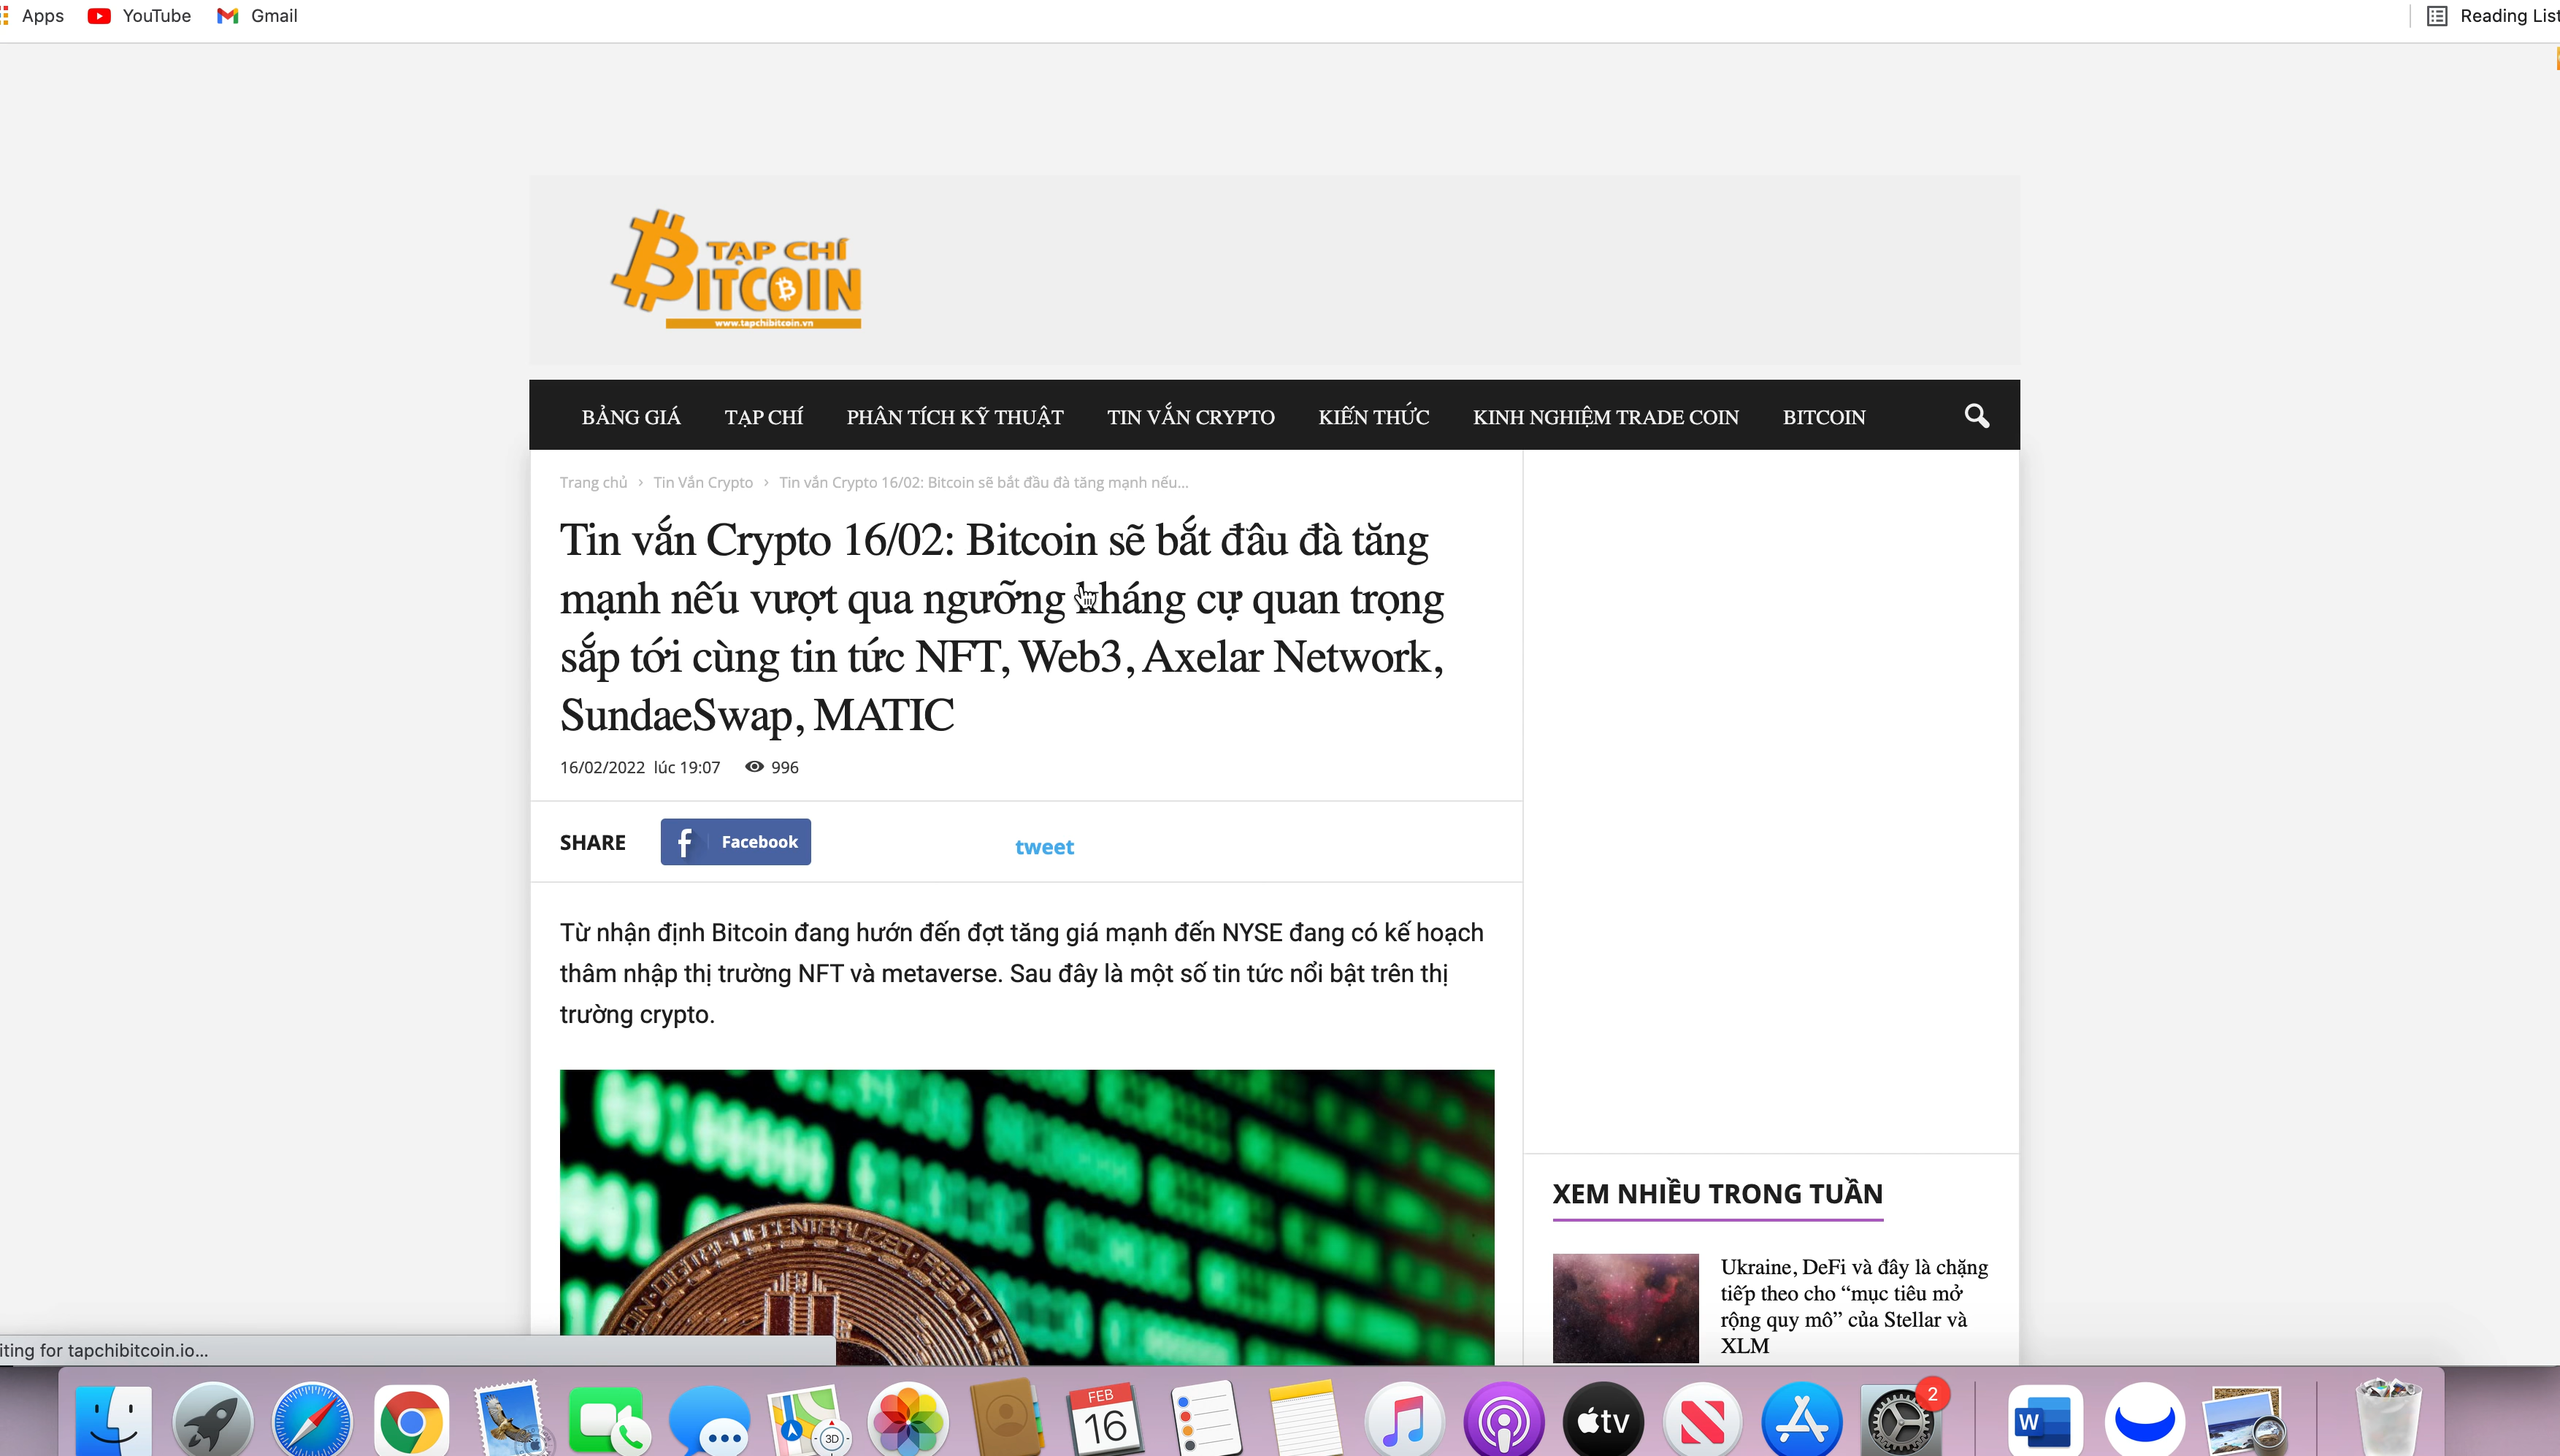 Apps YouTube Gmail Reading List
TẠP CHÍ
BITCOIN
www.tapchibitcoin.vn
BẢNG GIÁ TẠP CHÍ PHÂN TÍCH KỸ THUẬT TIN VẮN CRYPTO KIẾN THỨC KINH NGHIỆM TRADE COIN BITCOIN
Trang chủ › Tin Vắn Crypto › Tin vắn Crypto 16/02: Bitcoin sẽ bắt đầu đà tăng mạnh nếu...
Tin vắn Crypto 16/02: Bitcoin sẽ bắt đầu đà tăng
mạnh nếu vượt qua ngưỡng kháng cự quan trọng
sắp tới cùng tin tức NFT, Web3, Axelar Network,
SundaeSwap, MATIC
16/02/2022 lúc 19:07 996
SHARE f Facebook tweet
Từ nhận định Bitcoin đang hướn đến đợt tăng giá mạnh đến NYSE đang có kế hoạch
thâm nhập thị trường NFT và metaverse. Sau đây là một số tin tức nổi bật trên thị
trường crypto.
DIGITAL DECENTRALIZED PEER TO
XEM NHIỀU TRONG TUẦN
Ukraine, DeFi và đây là chặng
tiếp theo cho “mục tiêu mở
rộng quy mô” của Stellar và
XLM
iting for tapchibitcoin.io...
FEB
16
3D
tv
2
W